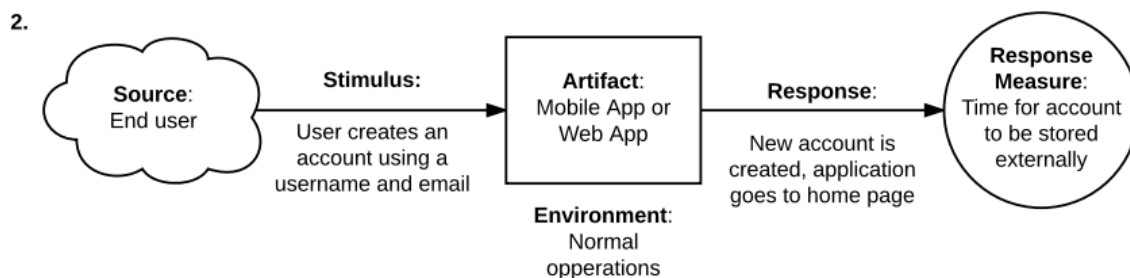 2.
Source:
End user
Stimulus:
User creates an
account using a
username and email
Artifact:
Mobile App or
Web App
Environment:
Normal
opperations
Response:
New account is
created, application
goes to home page
Response
Measure:
Time for account
to be stored
externally